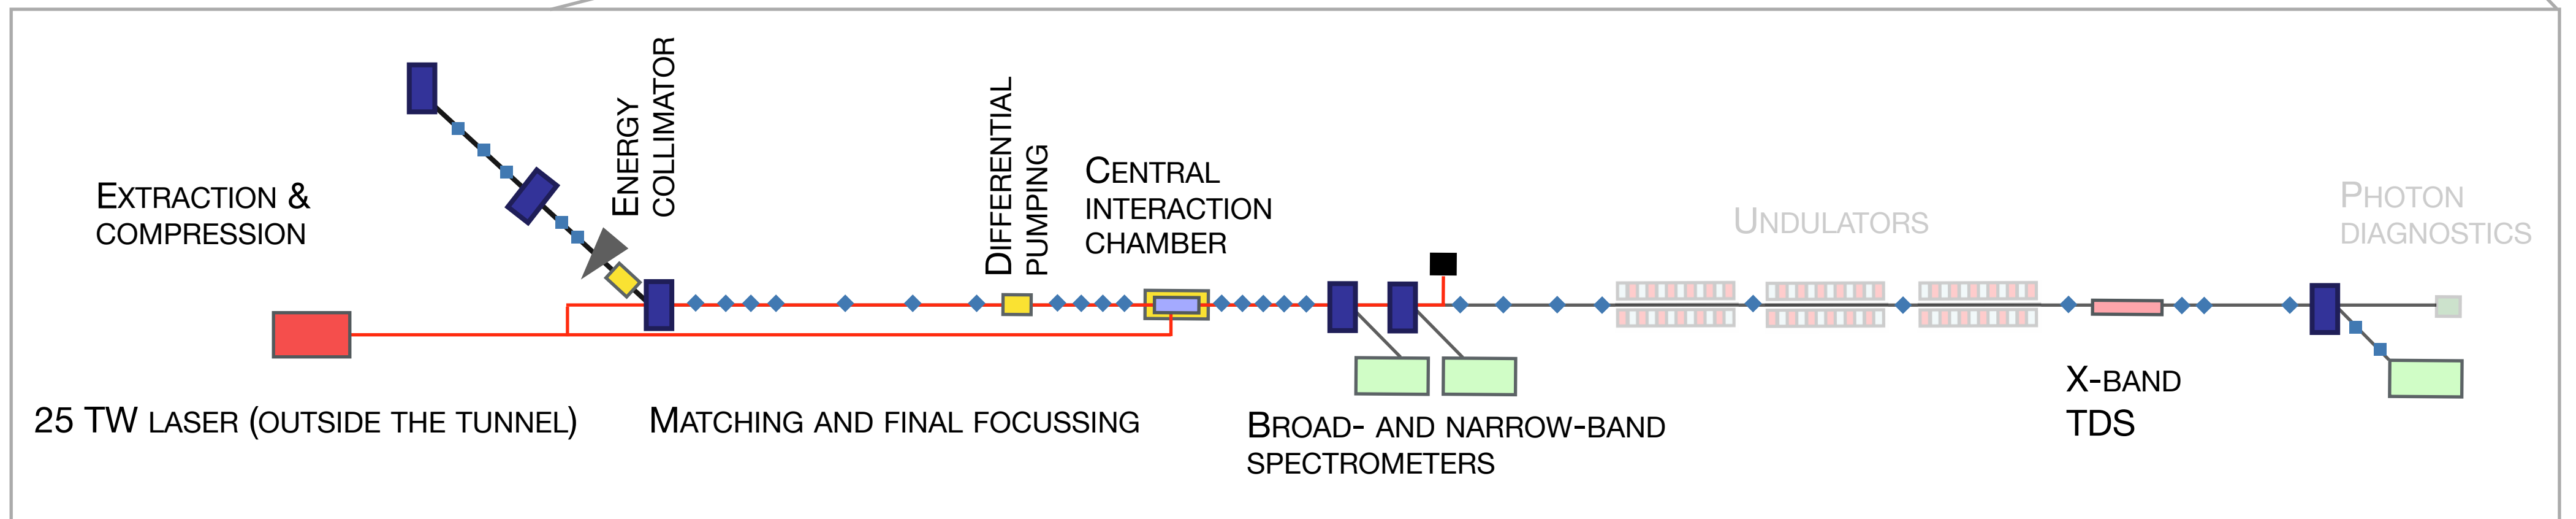 ENERGY
COLLIMATOR
DIFFERENTIAL
PUMPING
CENTRAL
INTERACTION
CHAMBER
EXTRACTION &
COMPRESSION
UNDULATORS
PHOTON
DIAGNOSTICS
25 TW LASER (OUTSIDE THE TUNNEL)
MATCHING AND FINAL FOCUSSING
BROAD- AND NARROW-BAND
SPECTROMETERS
X-BAND
TDS